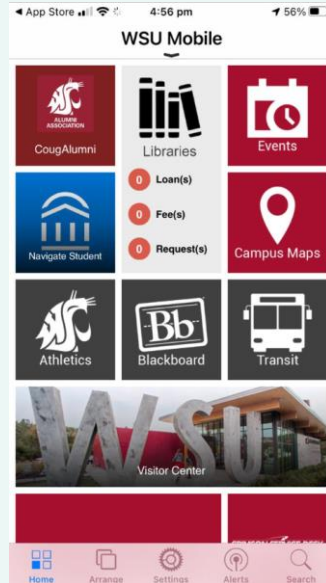 App Store
4:56 pm
56%
WSU Mobile
ALUMNI
ASSOCIATION
CougAlumni
Libraries
0 Loan(s)
0 Fee(s)
0 Request(s)
Events
Navigate Student
Campus Maps
Athletics
Bb
Blackboard
Transit
WSU
Visitor Center
Home
Arrange
Settings
Alerts
Search